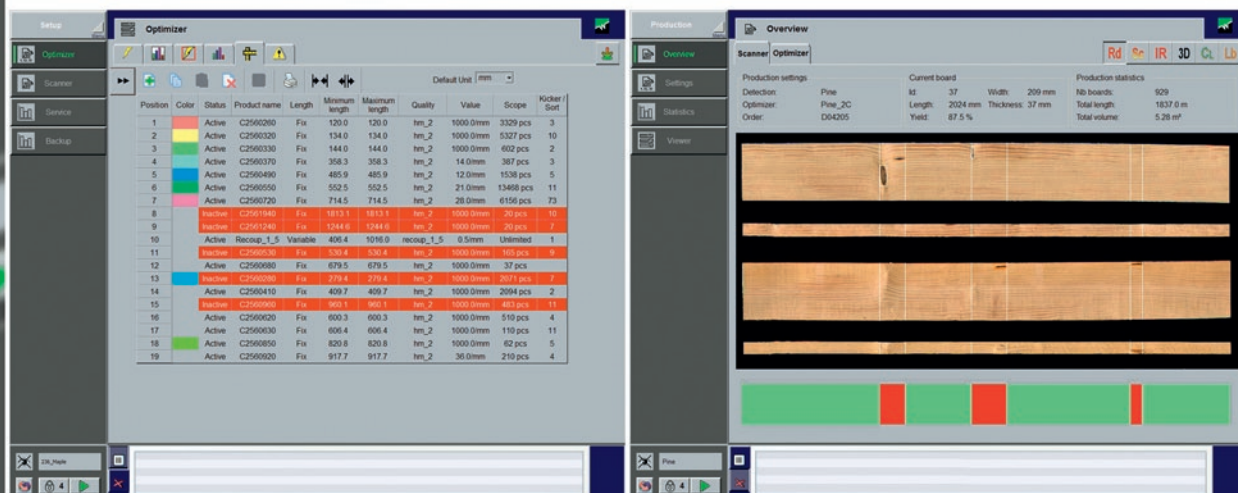 Setup
Optimizer
Optimizer
Scanner
Service
Backup
Default Unit mm
Position Color Status Product name Length Minimum length Maximum length Quality Value Scope Kicker / Sort
1 Active C2560260 Fix 120.0 120.0 hm_2 1000.0/mm 3329 pcs 3
2 Active C2560320 Fix 134.0 134.0 hm_2 1000.0/mm 5327 pcs 10
3 Active C2560330 Fix 144.0 144.0 hm_2 1000.0/mm 602 pcs 2
4 Active C2560370 Fix 358.3 358.3 hm_2 14.0/mm 387 pcs 3
5 Active C2560490 Fix 485.9 485.9 hm_2 12.0/mm 1538 pcs 5
6 Active C2560550 Fix 552.5 552.5 hm_2 21.0/mm 13468 pcs 11
7 Active C2560720 Fix 714.5 714.5 hm_2 28.0/mm 6156 pcs 73
8 Inactive C2561940 Fix 1813.1 1813.1 hm_2 1000.0/mm 20 pcs 10
9 Inactive C2561240 Fix 1244.6 1244.6 hm_2 1000.0/mm 20 pcs 7
10 Active Recoup_1_5 Variable 406.4 1016.0 recoup_1_5 0.5/mm Unlimited 1
11 Inactive C2560530 Fix 530.4 530.4 hm_2 1000.0/mm 165 pcs 9
12 Active C2560680 Fix 679.5 679.5 hm_2 1000.0/mm 37 pcs
13 Inactive C2560280 Fix 279.4 279.4 hm_2 1000.0/mm 2071 pcs 7
14 Active C2560410 Fix 409.7 409.7 hm_2 1000.0/mm 2094 pcs 2
15 Inactive C2560960 Fix 960.1 960.1 hm_2 1000.0/mm 483 pcs 11
16 Active C2560620 Fix 600.3 600.3 hm_2 1000.0/mm 510 pcs 4
17 Active C2560630 Fix 606.4 606.4 hm_2 1000.0/mm 110 pcs 11
18 Active C2560850 Fix 820.8 820.8 hm_2 1000.0/mm 62 pcs 5
19 Active C2560920 Fix 917.7 917.7 hm_2 36.0/mm 210 pcs 4
4
Production
Overview
Overview
Settings
Statistics
Viewer
Scanner Optimizer
Rd Sc IR 3D GL Lb
Production settings
Detection: Pine
Optimizer: Pine_2C
Order: D04205
Current board
Id: 37 Width: 209 mm
Length: 2024 mm Thickness: 37 mm
Yield: 87.5 %
Production statistics
Nb boards: 929
Total length: 1837.0 m
Total volume: 5.28 m³
Pine
4